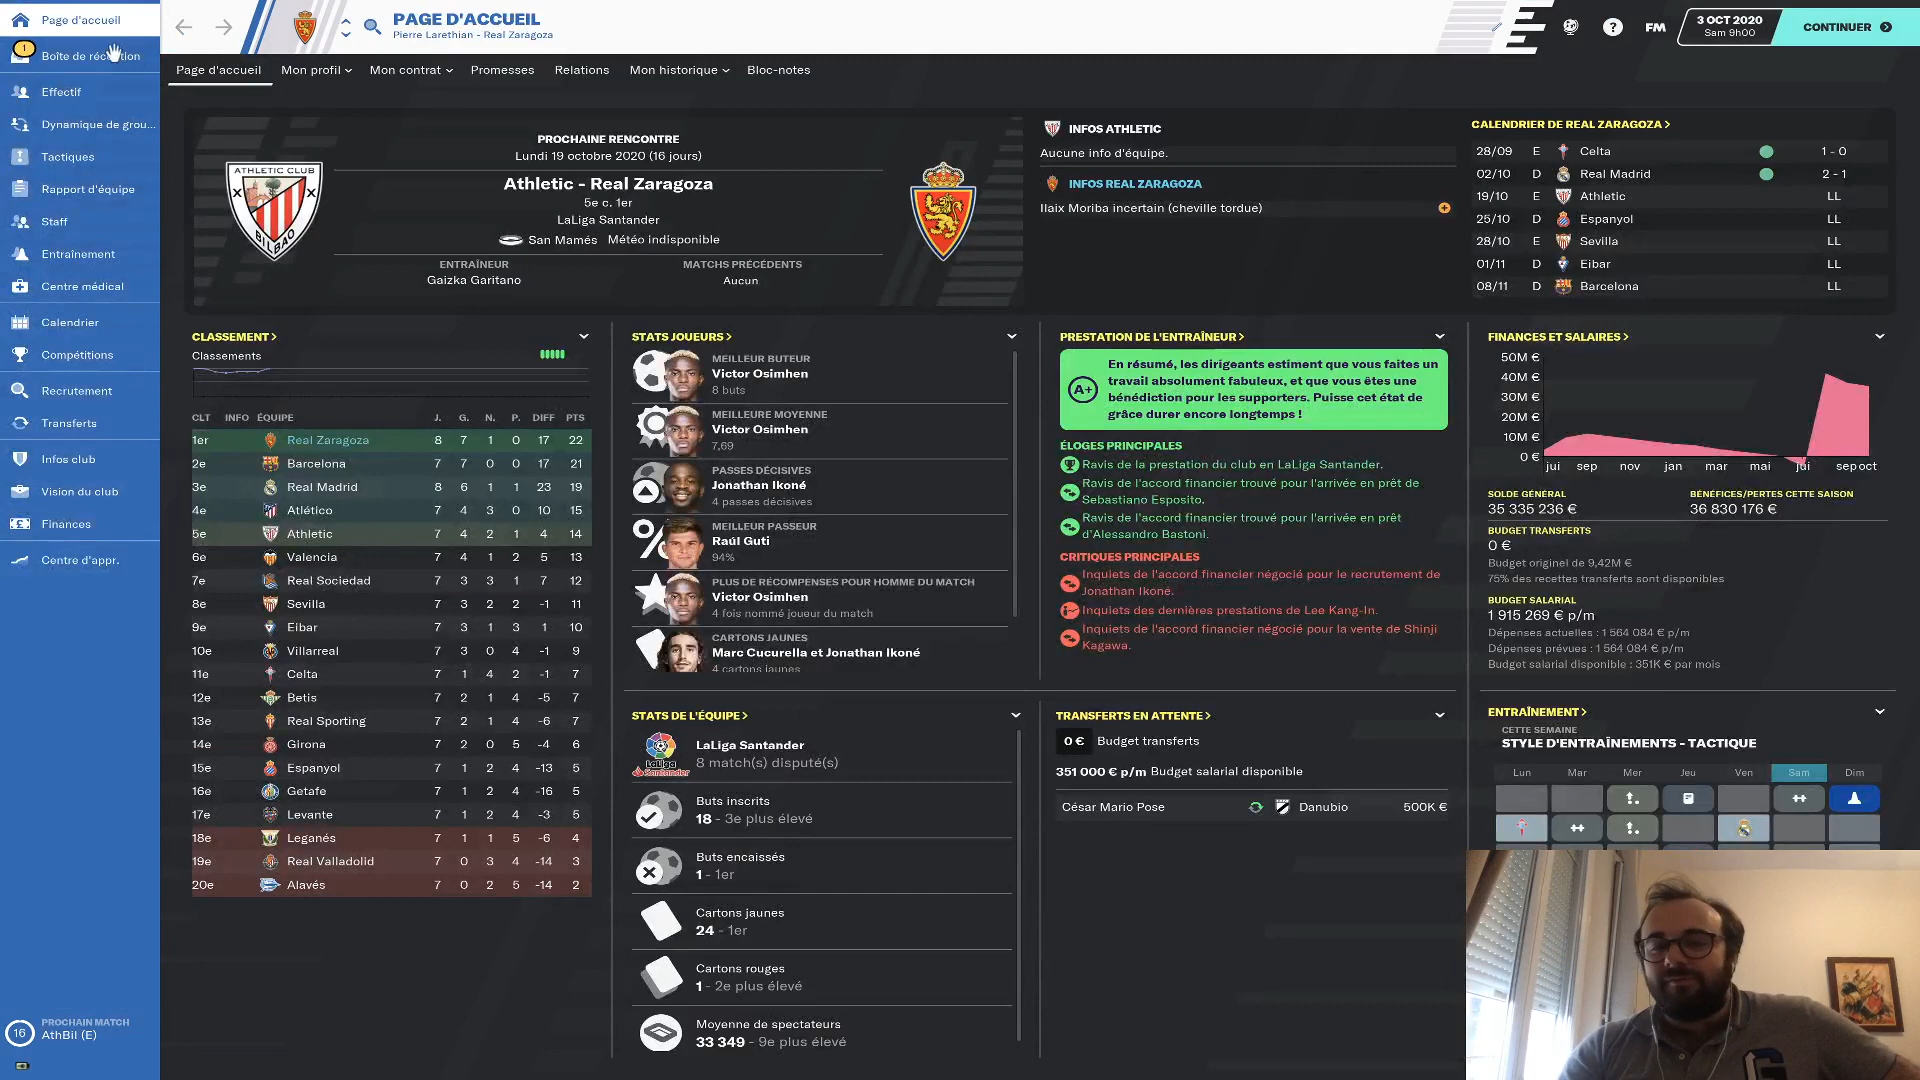 Page d'accueil
1
Boîte de réception
Effectif
Dynamique de grou...
Tactiques
Rapport d'équipe
Staff
Entraînement
Centre médical
Calendrier
Compétitions
Recrutement
Transferts
Infos club
Vision du club
Finances
Centre d'appr.
16
PROCHAIN MATCH
AthBil (E)
PAGE D'ACCUEIL
Pierre Larethian - Real Zaragoza
FM
3 OCT 2020
Sam 9h00
CONTINUER
Page d'accueil
Mon profil
Mon contrat
Promesses
Relations
Mon historique
Bloc-notes
ATHLETIC CLUB
BILBAO
PROCHAINE RENCONTRE
Lundi 19 octobre 2020 (16 jours)
Athletic - Real Zaragoza
5e c. 1er
LaLiga Santander
San Mamés Météo indisponible
ENTRAÎNEUR
Gaizka Garitano
MATCHS PRÉCÉDENTS
Aucun
INFOS ATHLETIC
Aucune info d'équipe.
INFOS REAL ZARAGOZA
Ilaix Moriba incertain (cheville tordue)
CALENDRIER DE REAL ZARAGOZA >
28/09 E Celta 1 - 0
02/10 D Real Madrid 2 - 1
19/10 E Athletic LL
25/10 D Espanyol LL
28/10 E Sevilla LL
01/11 D Eibar LL
08/11 D Barcelona LL
CLASSEMENT >
Classements
CLT INFO ÉQUIPE J. G. N. P. DIFF PTS
1er Real Zaragoza 8 7 1 0 17 22
2e Barcelona 7 7 0 0 17 21
3e Real Madrid 8 6 1 1 23 19
4e Atlético 7 4 3 0 10 15
5e Athletic 7 4 2 1 4 14
6e Valencia 7 4 1 2 5 13
7e Real Sociedad 7 3 3 1 7 12
8e Sevilla 7 3 2 2 -1 11
9e Eibar 7 3 1 3 1 10
10e Villarreal 7 3 0 4 -1 9
11e Celta 7 1 4 2 -1 7
12e Betis 7 2 1 4 -5 7
13e Real Sporting 7 2 1 4 -6 7
14e Girona 7 2 0 5 -4 6
15e Espanyol 7 1 2 4 -13 5
16e Getafe 7 1 2 4 -16 5
17e Levante 7 1 2 4 -3 5
18e Leganés 7 1 1 5 -6 4
19e Real Valladolid 7 0 3 4 -14 3
20e Alavés 7 0 2 5 -14 2
STATS JOUEURS >
MEILLEUR BUTEUR
Victor Osimhen
8 buts
MEILLEURE MOYENNE
Victor Osimhen
7,69
PASSES DÉCISIVES
Jonathan Ikoné
4 passes décisives
MEILLEUR PASSEUR
Raúl Guti
94%
PLUS DE RÉCOMPENSES POUR HOMME DU MATCH
Victor Osimhen
4 fois nommé joueur du match
CARTONS JAUNES
Marc Cucurella et Jonathan Ikoné
4 cartons jaunes
STATS DE L'ÉQUIPE >
LaLiga
Santander
LaLiga Santander
8 match(s) disputé(s)
Buts inscrits
18 - 3e plus élevé
Buts encaissés
1 - 1er
Cartons jaunes
24 - 1er
Cartons rouges
1 - 2e plus élevé
Moyenne de spectateurs
33 349 - 9e plus élevé
PRESTATION DE L'ENTRAÎNEUR >
A+
En résumé, les dirigeants estiment que vous faites un
travail absolument fabuleux, et que vous êtes une
bénédiction pour les supporters. Puisse cet état de
grâce durer encore longtemps !
ÉLOGES PRINCIPALES
Ravis de la prestation du club en LaLiga Santander.
Ravis de l'accord financier trouvé pour l'arrivée en prêt de
Sebastiano Esposito.
Ravis de l'accord financier trouvé pour l'arrivée en prêt
d'Alessandro Bastoni.
CRITIQUES PRINCIPALES
Inquiets de l'accord financier négocié pour le recrutement de
Jonathan Ikoné.
Inquiets des dernières prestations de Lee Kang-In.
Inquiets de l'accord financier négocié pour la vente de Shinji
Kagawa.
TRANSFERTS EN ATTENTE >
0 € Budget transferts
351 000 € p/m Budget salarial disponible
César Mario Pose Danubio 500K €
FINANCES ET SALAIRES >
50M €
40M €
30M €
20M €
10M €
0 €
jui sep nov jan mar mai jui sep oct
SOLDE GÉNÉRAL
35 335 236 €
BÉNÉFICES/PERTES CETTE SAISON
36 830 176 €
BUDGET TRANSFERTS
0 €
Budget originel de 9,42M €
75% des recettes transferts sont disponibles
BUDGET SALARIAL
1 915 269 € p/m
Dépenses actuelles : 1 564 084 € p/m
Dépenses prévues : 1 564 084 € p/m
Budget salarial disponible : 351K € par mois
ENTRAÎNEMENT >
CETTE SEMAINE
STYLE D'ENTRAÎNEMENTS - TACTIQUE
Lun Mar Mer Jeu Ven Sam Dim